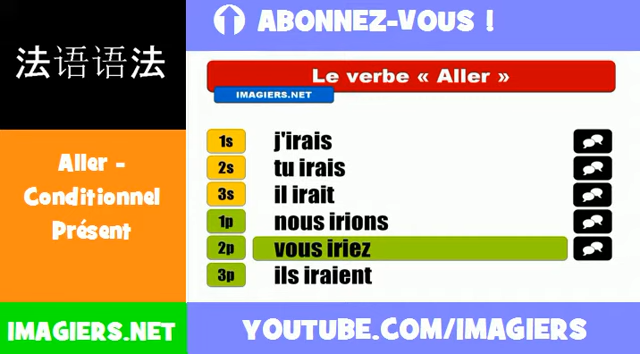 法语语法
Aller -
Conditionnel
Présent
IMAGIERS.NET
ABONNEZ-VOUS !
Le verbe « Aller »
IMAGIERS.NET
1s j'irais
2s tu irais
3s il irait
1p nous irions
2p vous iriez
3p ils iraient
YOUTUBE.COM/IMAGIERS